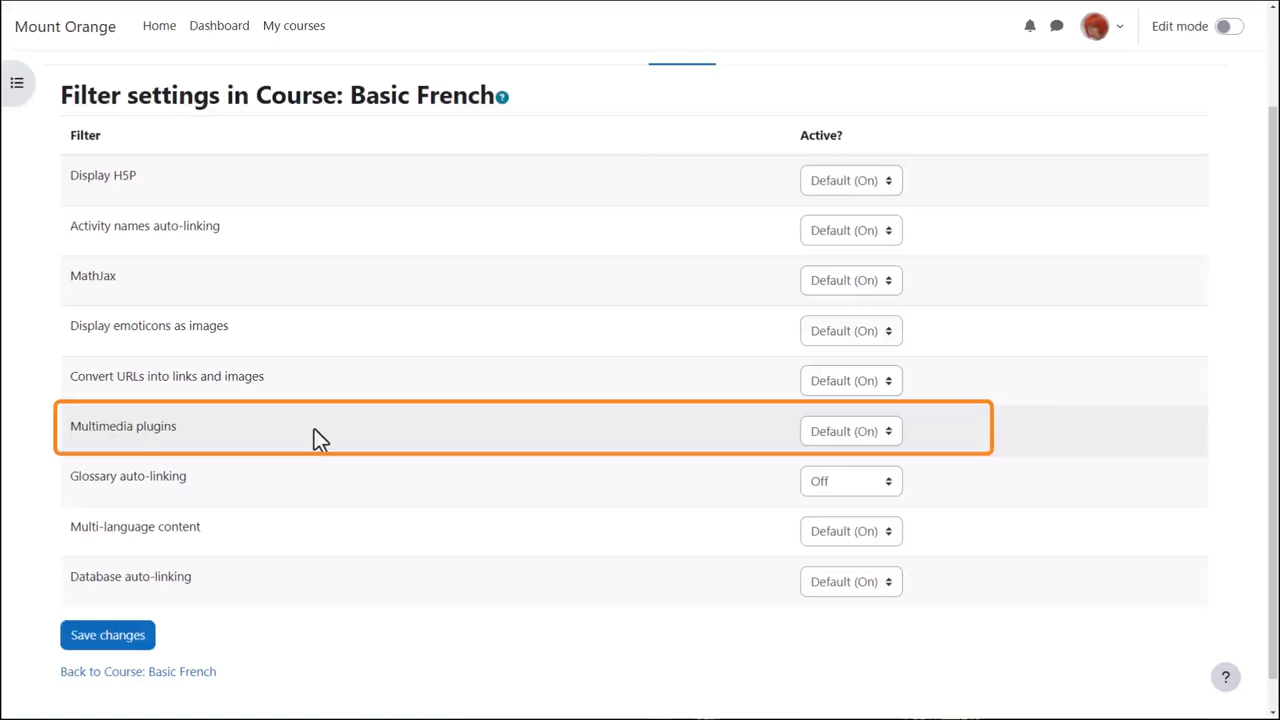 Mount Orange Home Dashboard My courses Edit mode
Filter settings in Course: Basic French ?
Filter Active?
Display H5P Default (On)
Activity names auto-linking Default (On)
MathJax Default (On)
Display emoticons as images Default (On)
Convert URLs into links and images Default (On)
Multimedia plugins Default (On)
Glossary auto-linking Off
Multi-language content Default (On)
Database auto-linking Default (On)
Save changes
Back to Course: Basic French
?